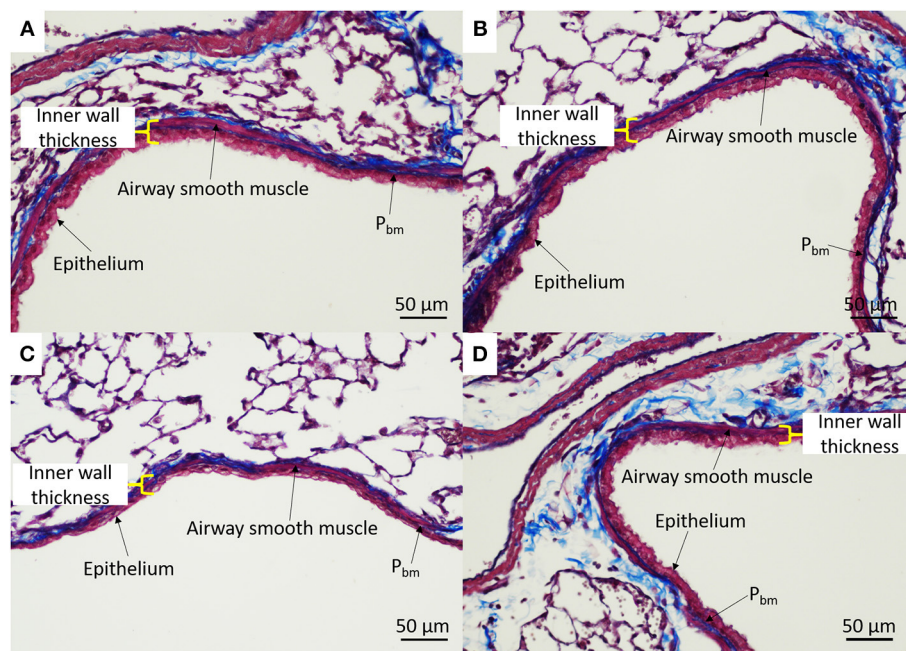 A
Inner wall
thickness
Airway smooth muscle
Pbm
Epithelium
50 µm
B
Inner wall
thickness
Airway smooth muscle
Pbm
Epithelium
50 µm
C
Inner wall
thickness
Airway smooth muscle
Epithelium
Pbm
50 µm
D
Inner wall
thickness
Airway smooth muscle
Epithelium
Pbm
50 µm